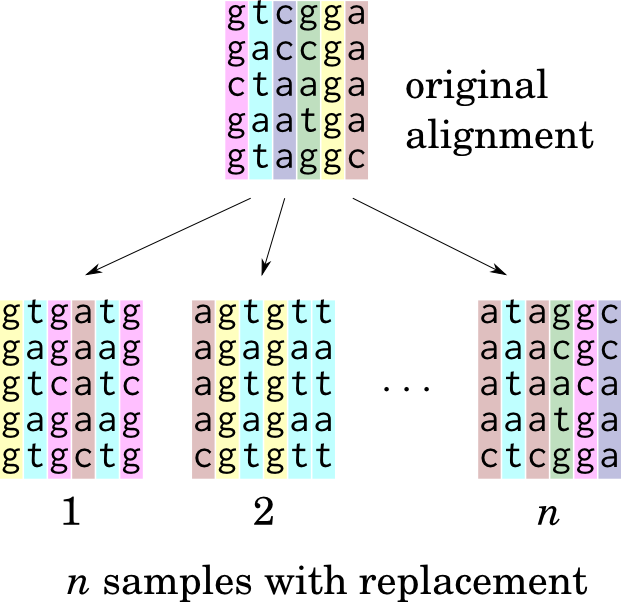 gtcgga
gaccga
ctaaga
gaatga
gtaggc
original
alignment
gtgatg
gagaag
gtcatc
gagaag
gtgctg
agtgtt
agagaa
agtgtt
agagaa
cgtgtt
...
ataggc
aaacgc
ataaca
aaatga
ctcgga
1
2
n
n samples with replacement